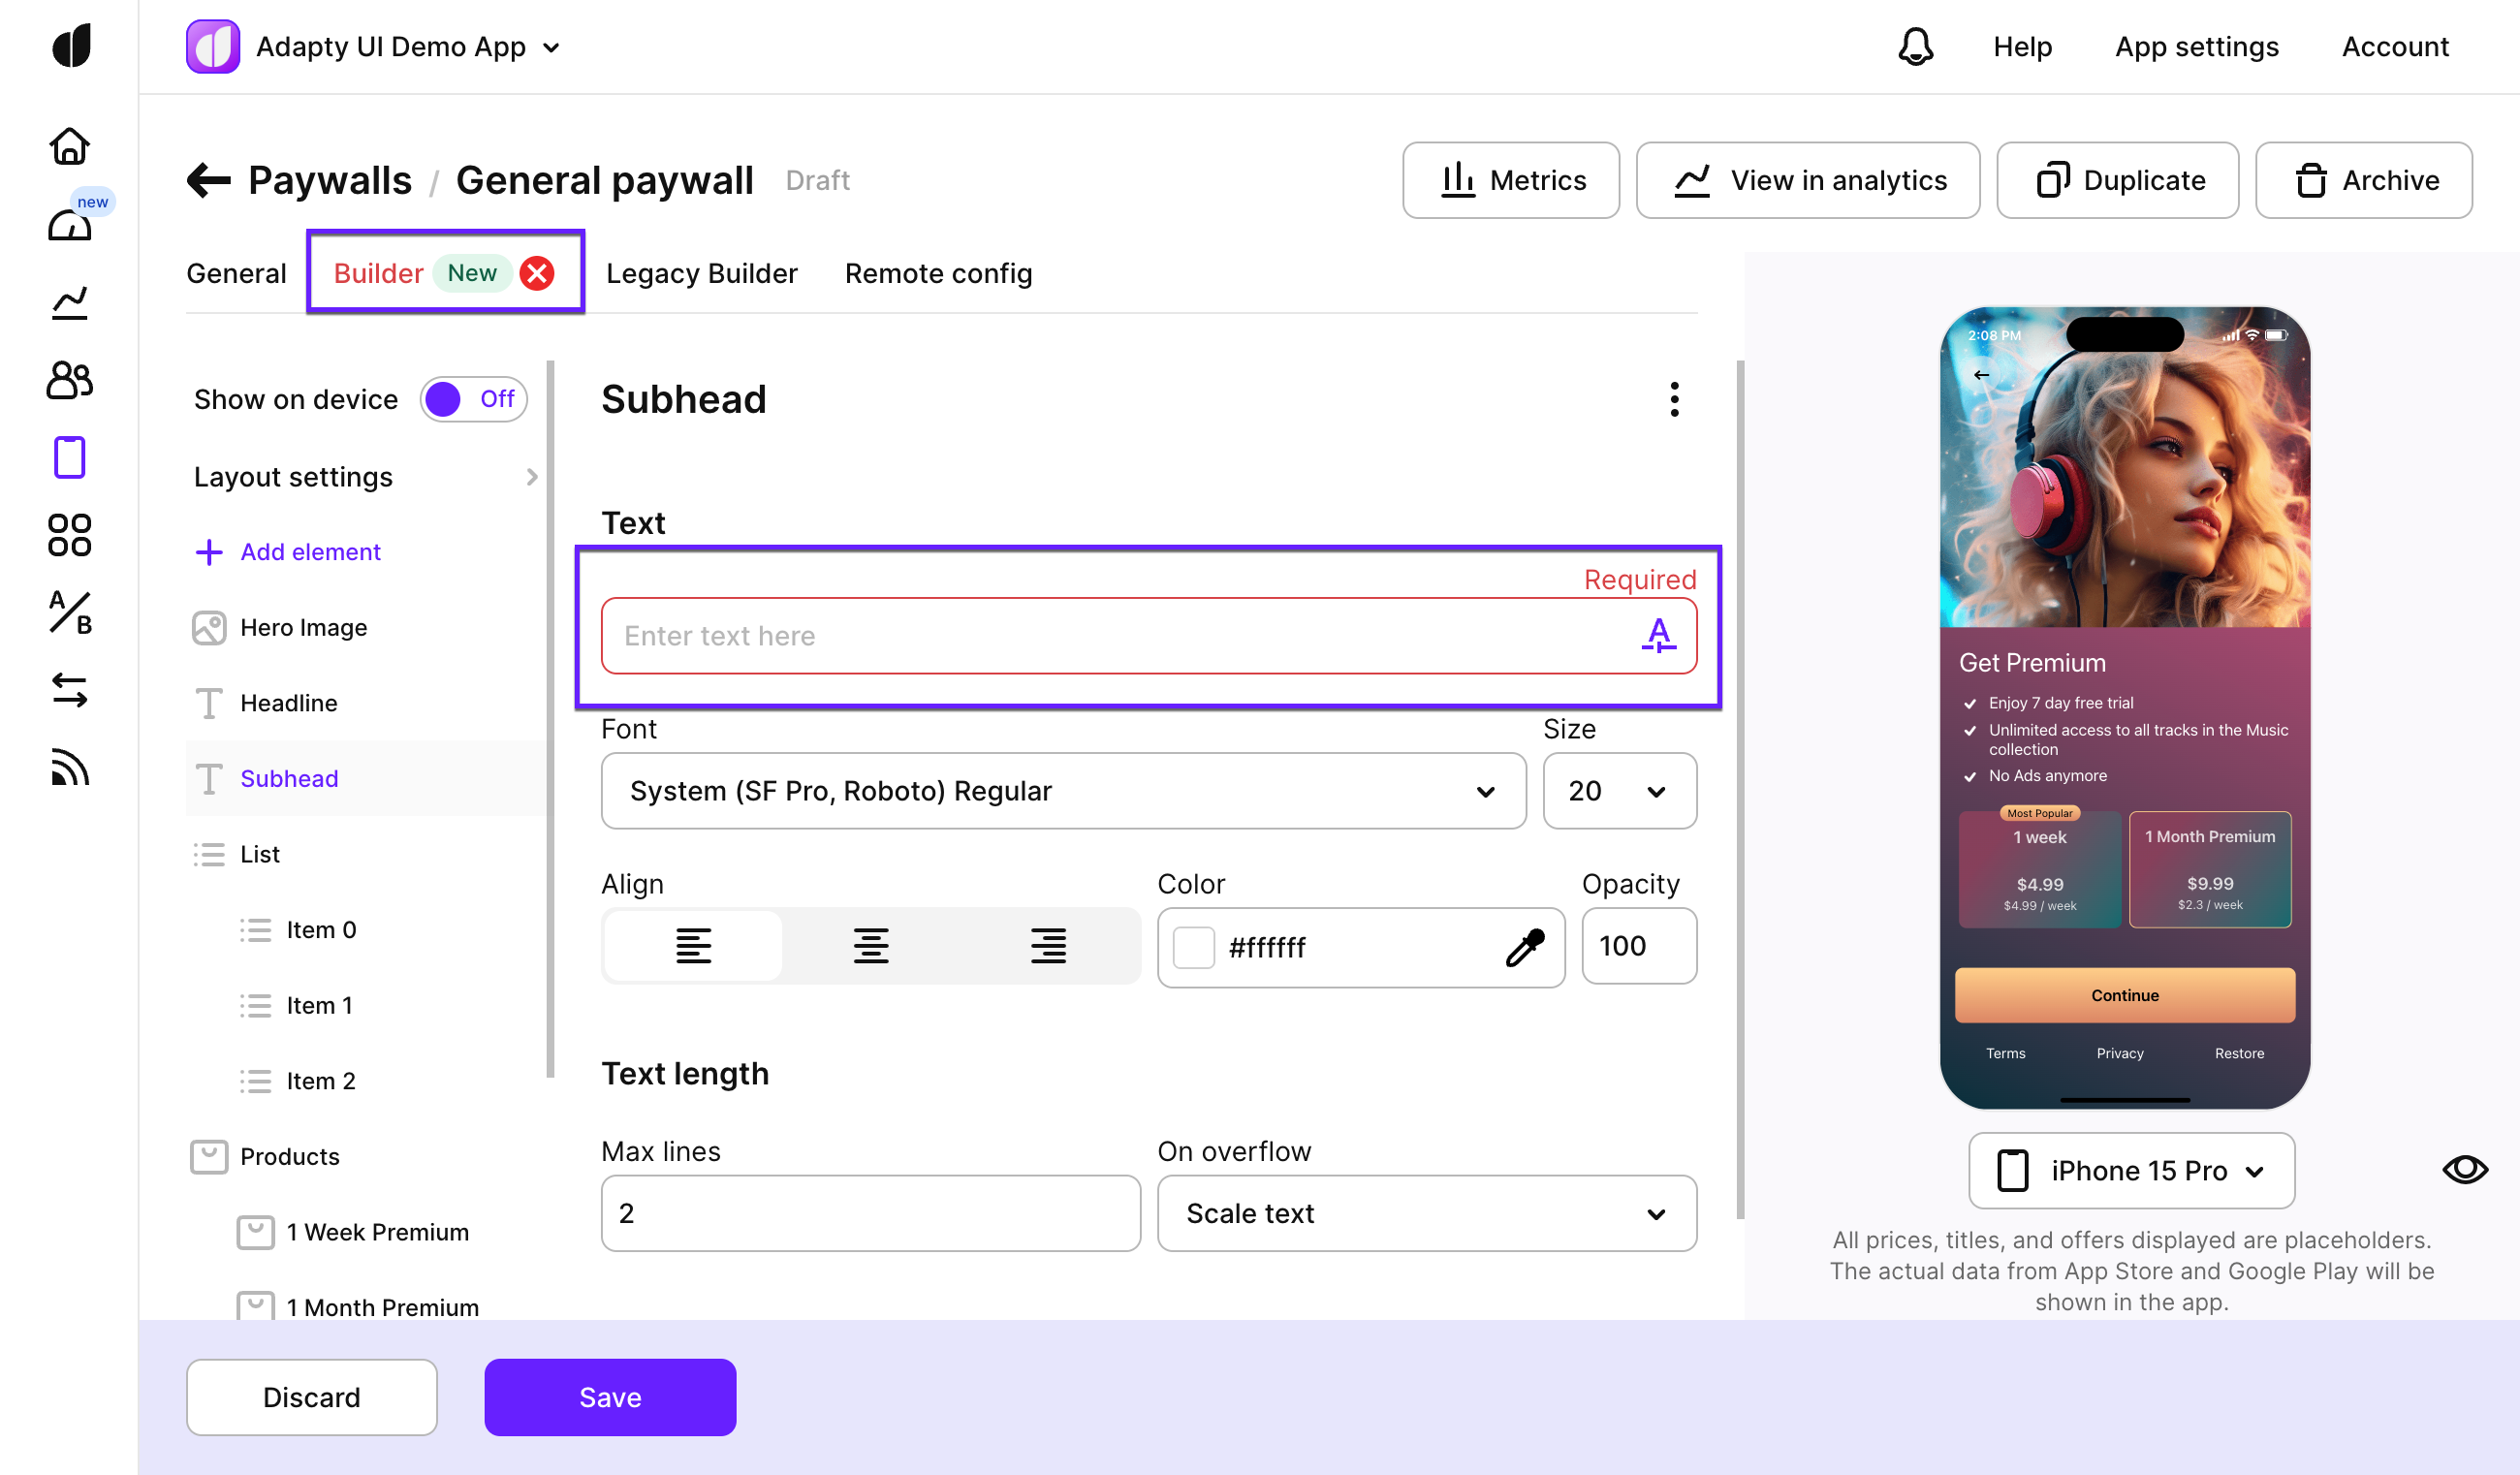 Adapty UI Demo App
Help
App settings
Account
new
Paywalls / General paywall Draft
Metrics
View in analytics
Duplicate
Archive
General
Builder New
Legacy Builder
Remote config
Show on device Off
Layout settings
Add element
Hero Image
Headline
Subhead
List
Item 0
Item 1
Item 2
Products
1 Week Premium
1 Month Premium
Subhead
Text
Required
Enter text here
A
Font
Size
System (SF Pro, Roboto) Regular
20
Align
Color
Opacity
#ffffff
100
Text length
Max lines
On overflow
2
Scale text
A/B
2:08 PM
Get Premium
Enjoy 7 day free trial
Unlimited access to all tracks in the Music
collection
No Ads anymore
Most Popular
1 week
$4.99
$4.99 / week
1 Month Premium
$9.99
$2.3 / week
Continue
Terms
Privacy
Restore
iPhone 15 Pro
All prices, titles, and offers displayed are placeholders.
The actual data from App Store and Google Play will be
shown in the app.
Discard
Save